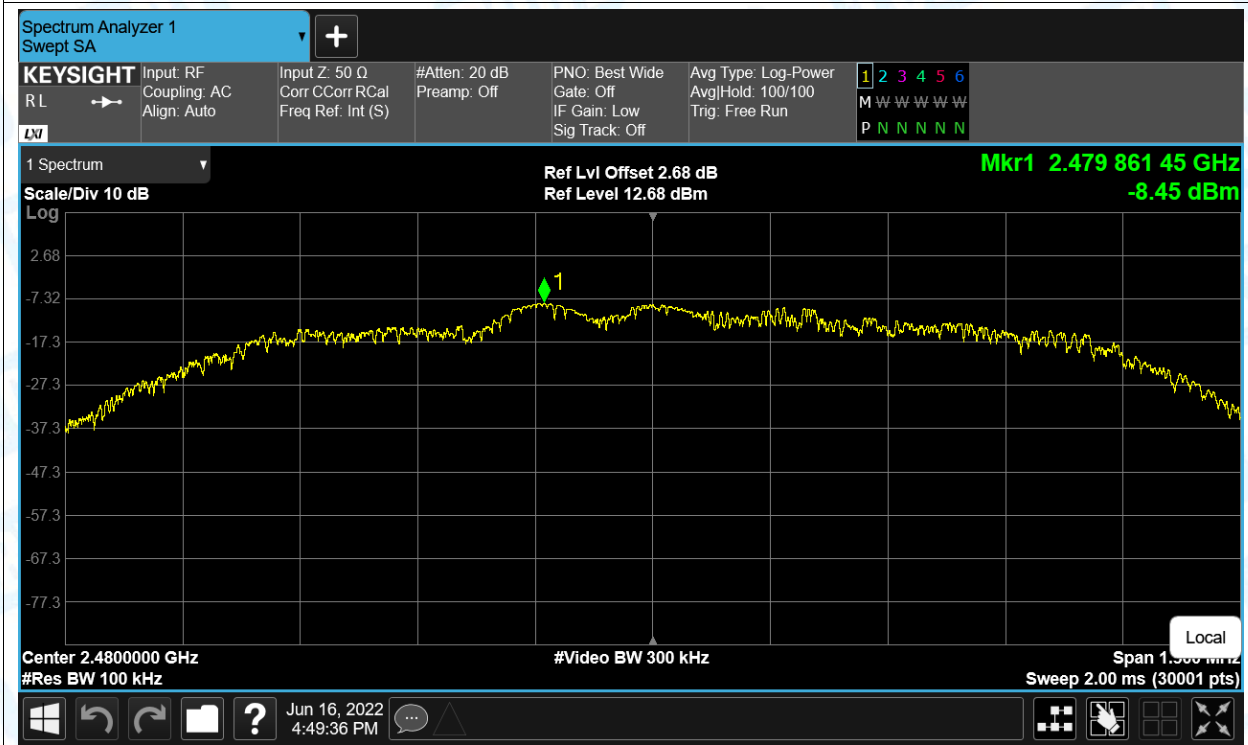 Spectrum Analyzer 1
Swept SA
KEYSIGHT
R L
LXI
Input: RF
Coupling: AC
Align: Auto
Input Z: 50 Ω
Corr CCorr RCal
Freq Ref: Int (S)
#Atten: 20 dB
Preamp: Off
PNO: Best Wide
Gate: Off
IF Gain: Low
Sig Track: Off
Avg Type: Log-Power
Avg|Hold: 100/100
Trig: Free Run
1 2 3 4 5 6
M W W W W W
P N N N N N
1 Spectrum
Scale/Div 10 dB
Log
Ref Lvl Offset 2.68 dB
Ref Level 12.68 dBm
Mkr1 2.479 861 45 GHz
-8.45 dBm
1
2.68
-7.32
-17.3
-27.3
-37.3
-47.3
-57.3
-67.3
-77.3
Local
Center 2.4800000 GHz
#Video BW 300 kHz
Span
#Res BW 100 kHz
Sweep 2.00 ms (30001 pts)
?
Jun 16, 2022
4:49:36 PM